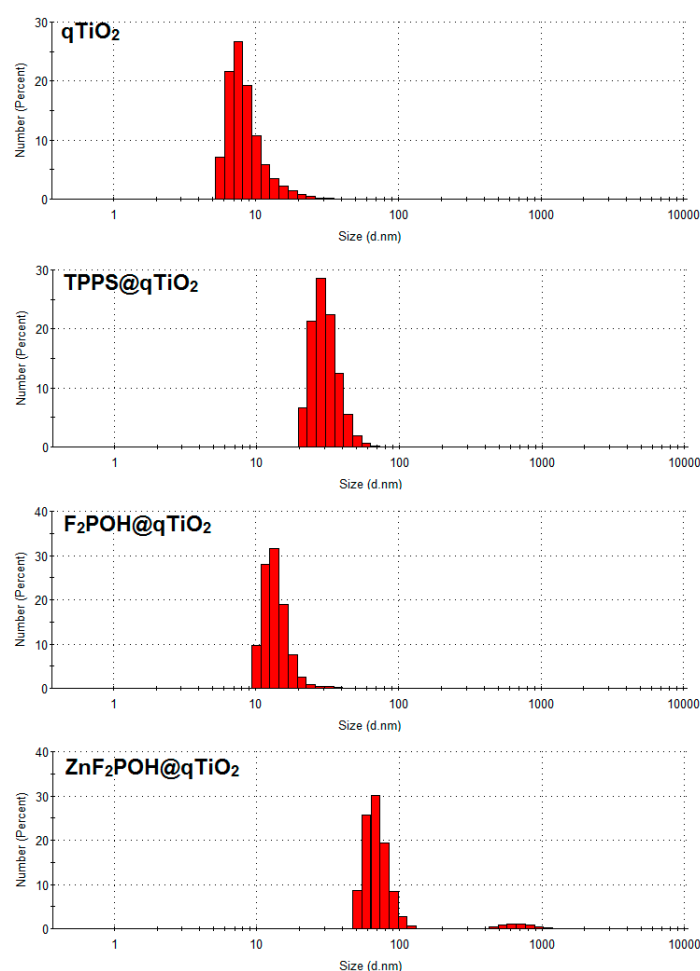 qTiO₂
Number (Percent)
30
20
10
0
1 10 100 1000 10000
Size (d.nm)
TPPS@qTiO₂
Number (Percent)
30
20
10
0
1 10 100 1000 10000
Size (d.nm)
F₂POH@qTiO₂
Number (Percent)
40
30
20
10
0
1 10 100 1000 10000
Size (d.nm)
ZnF₂POH@qTiO₂
Number (Percent)
40
30
20
10
0
1 10 100 1000 10000
Size (d.nm)